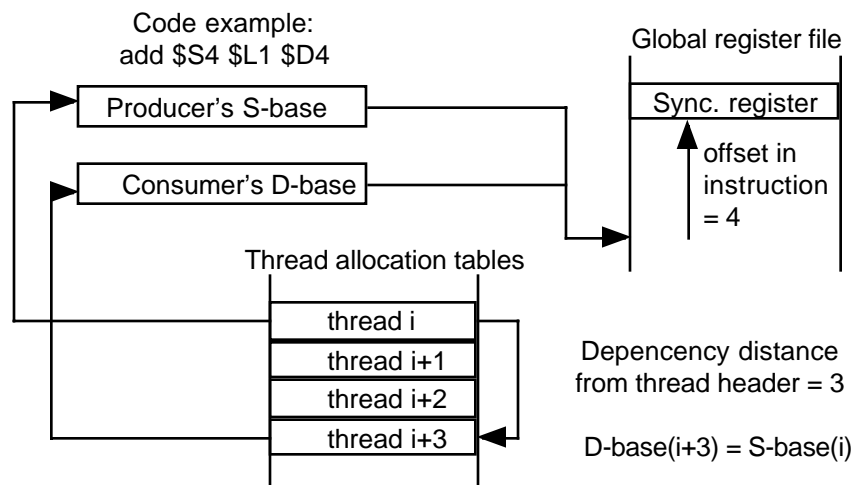 Code example:
add $S4 $L1 $D4
Global register file
Producer's S-base
Sync. register
Consumer's D-base
offset in
instruction
= 4
Thread allocation tables
thread i
thread i+1
thread i+2
thread i+3
Depencency distance
from thread header = 3
D-base(i+3) = S-base(i)